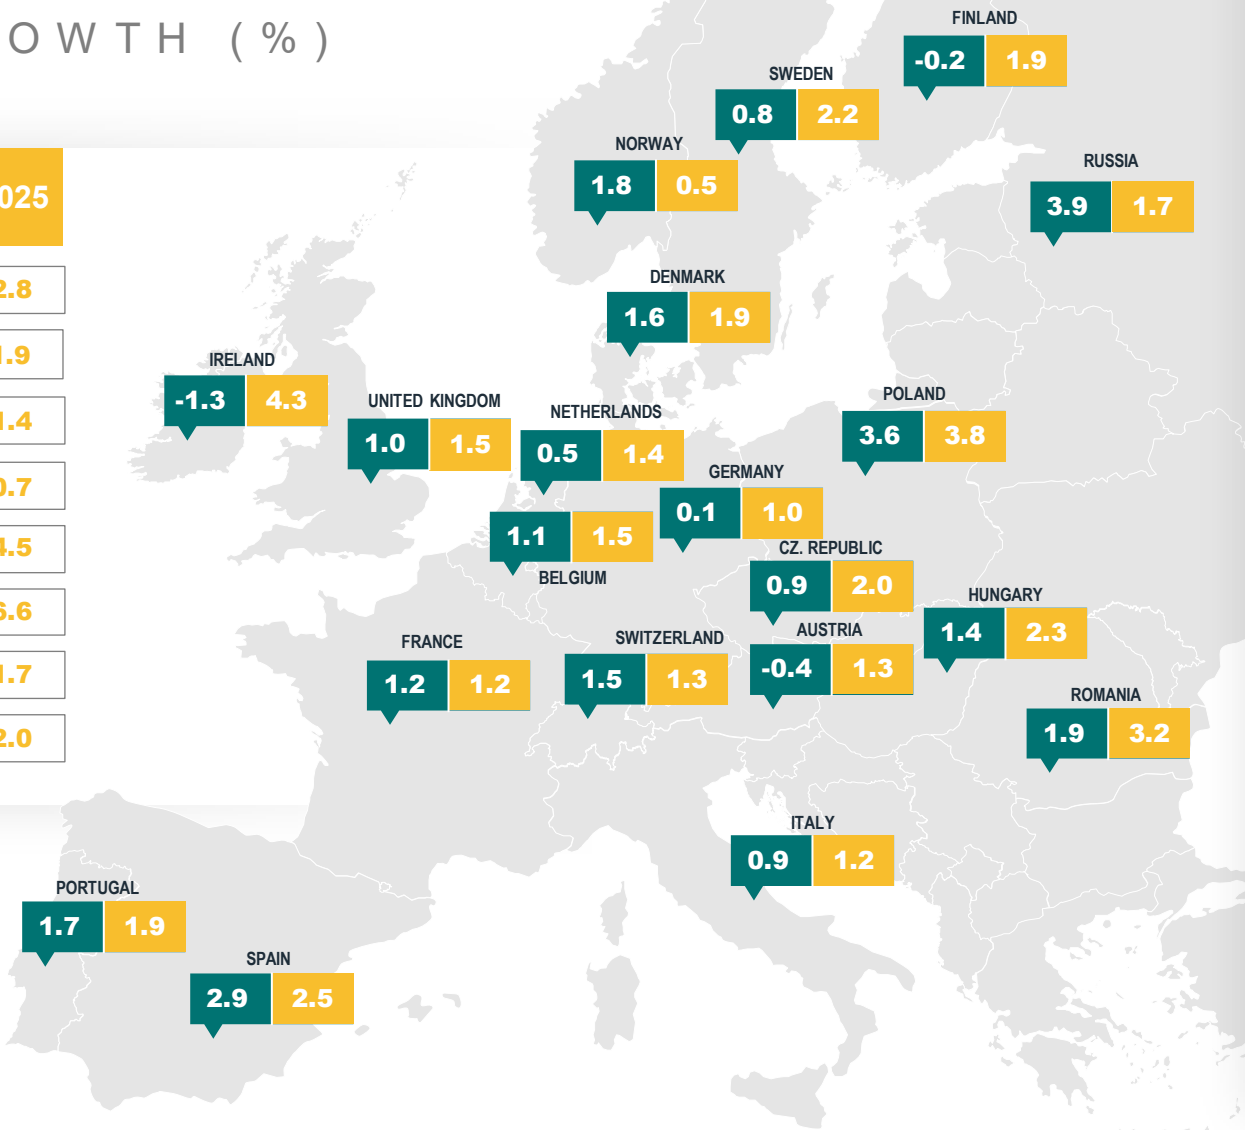 OWTH (%)
025
2.8
.9
.4
0.7
4.5
6.6
.7
2.0
FINLAND
-0.2 1.9
SWEDEN
0.8 2.2
NORWAY
1.8 0.5
RUSSIA
3.9 1.7
DENMARK
1.6 1.9
IRELAND
-1.3 4.3
UNITED KINGDOM
1.0 1.5
NETHERLANDS
0.5 1.4
POLAND
3.6 3.8
GERMANY
0.1 1.0
1.1 1.5
BELGIUM
CZ. REPUBLIC
0.9 2.0
HUNGARY
1.4 2.3
FRANCE
1.2 1.2
SWITZERLAND
1.5 1.3
AUSTRIA
-0.4 1.3
ROMANIA
1.9 3.2
ITALY
0.9 1.2
PORTUGAL
1.7 1.9
SPAIN
2.9 2.5